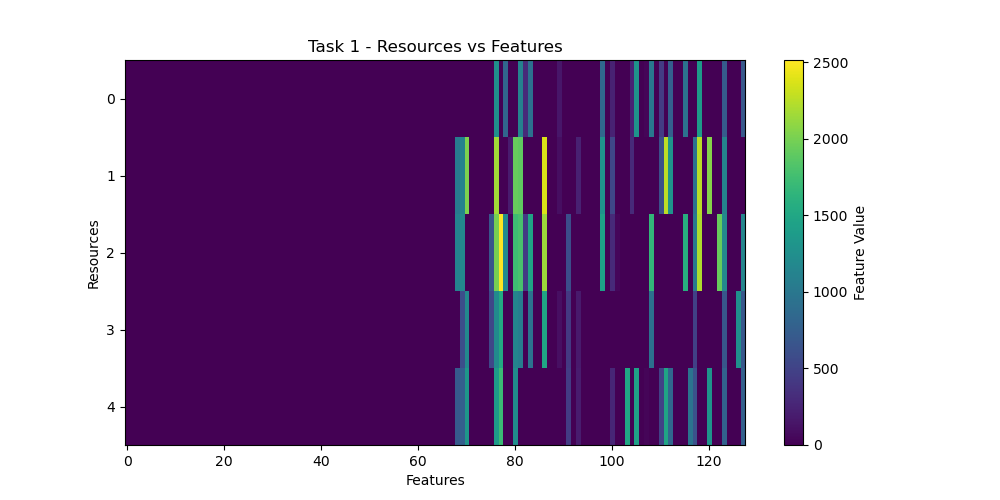 Task 1 - Resources vs Features
0
1
2
3
4
Resources
0 20 40 60 80 100 120
Features
2500
2000
1500
1000
500
0
Feature Value